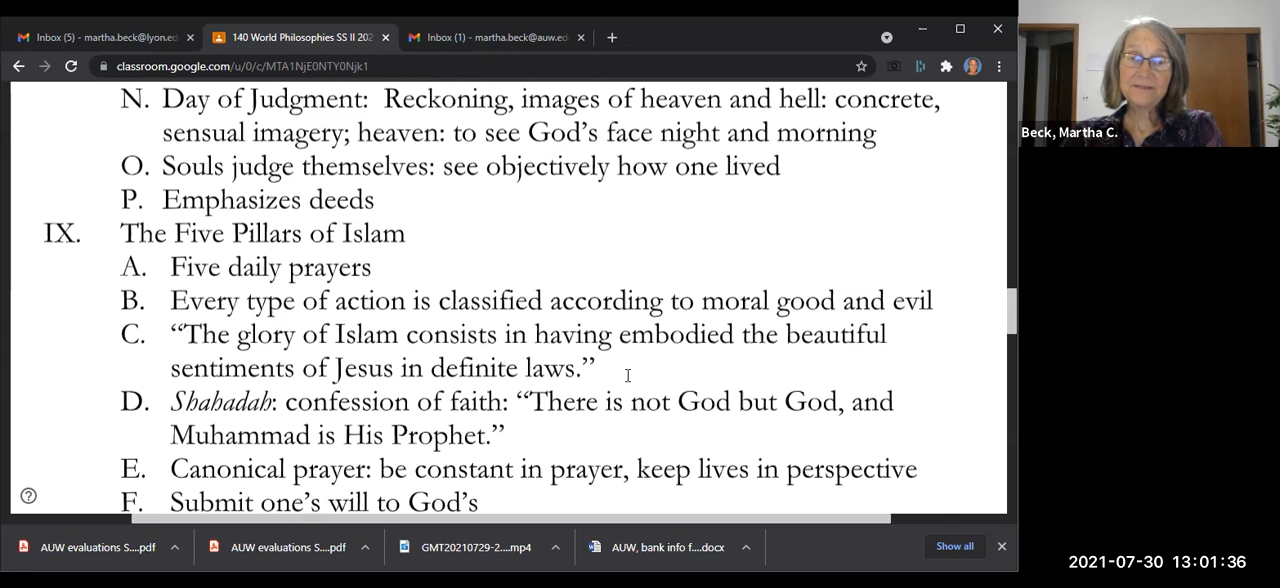 Inbox (5) - martha.beck@lyon.ed
140 World Philosophies SS II 202
Inbox (1) - martha.beck@auw.ed
classroom.google.com/u/0/c/MTA1NjE0NTY0Njk1
Beck, Martha C.
N. Day of Judgment: Reckoning, images of heaven and hell: concrete,
sensual imagery; heaven: to see God’s face night and morning
O. Souls judge themselves: see objectively how one lived
P. Emphasizes deeds
IX. The Five Pillars of Islam
A. Five daily prayers
B. Every type of action is classified according to moral good and evil
C. “The glory of Islam consists in having embodied the beautiful
sentiments of Jesus in definite laws.”
D. Shahadah: confession of faith: “There is not God but God, and
Muhammad is His Prophet.”
E. Canonical prayer: be constant in prayer, keep lives in perspective
F. Submit one’s will to God’s
AUW evaluations S....pdf
AUW evaluations S....pdf
GMT20210729-2....mp4
AUW, bank info f....docx
Show all
2021-07-30 13:01:36